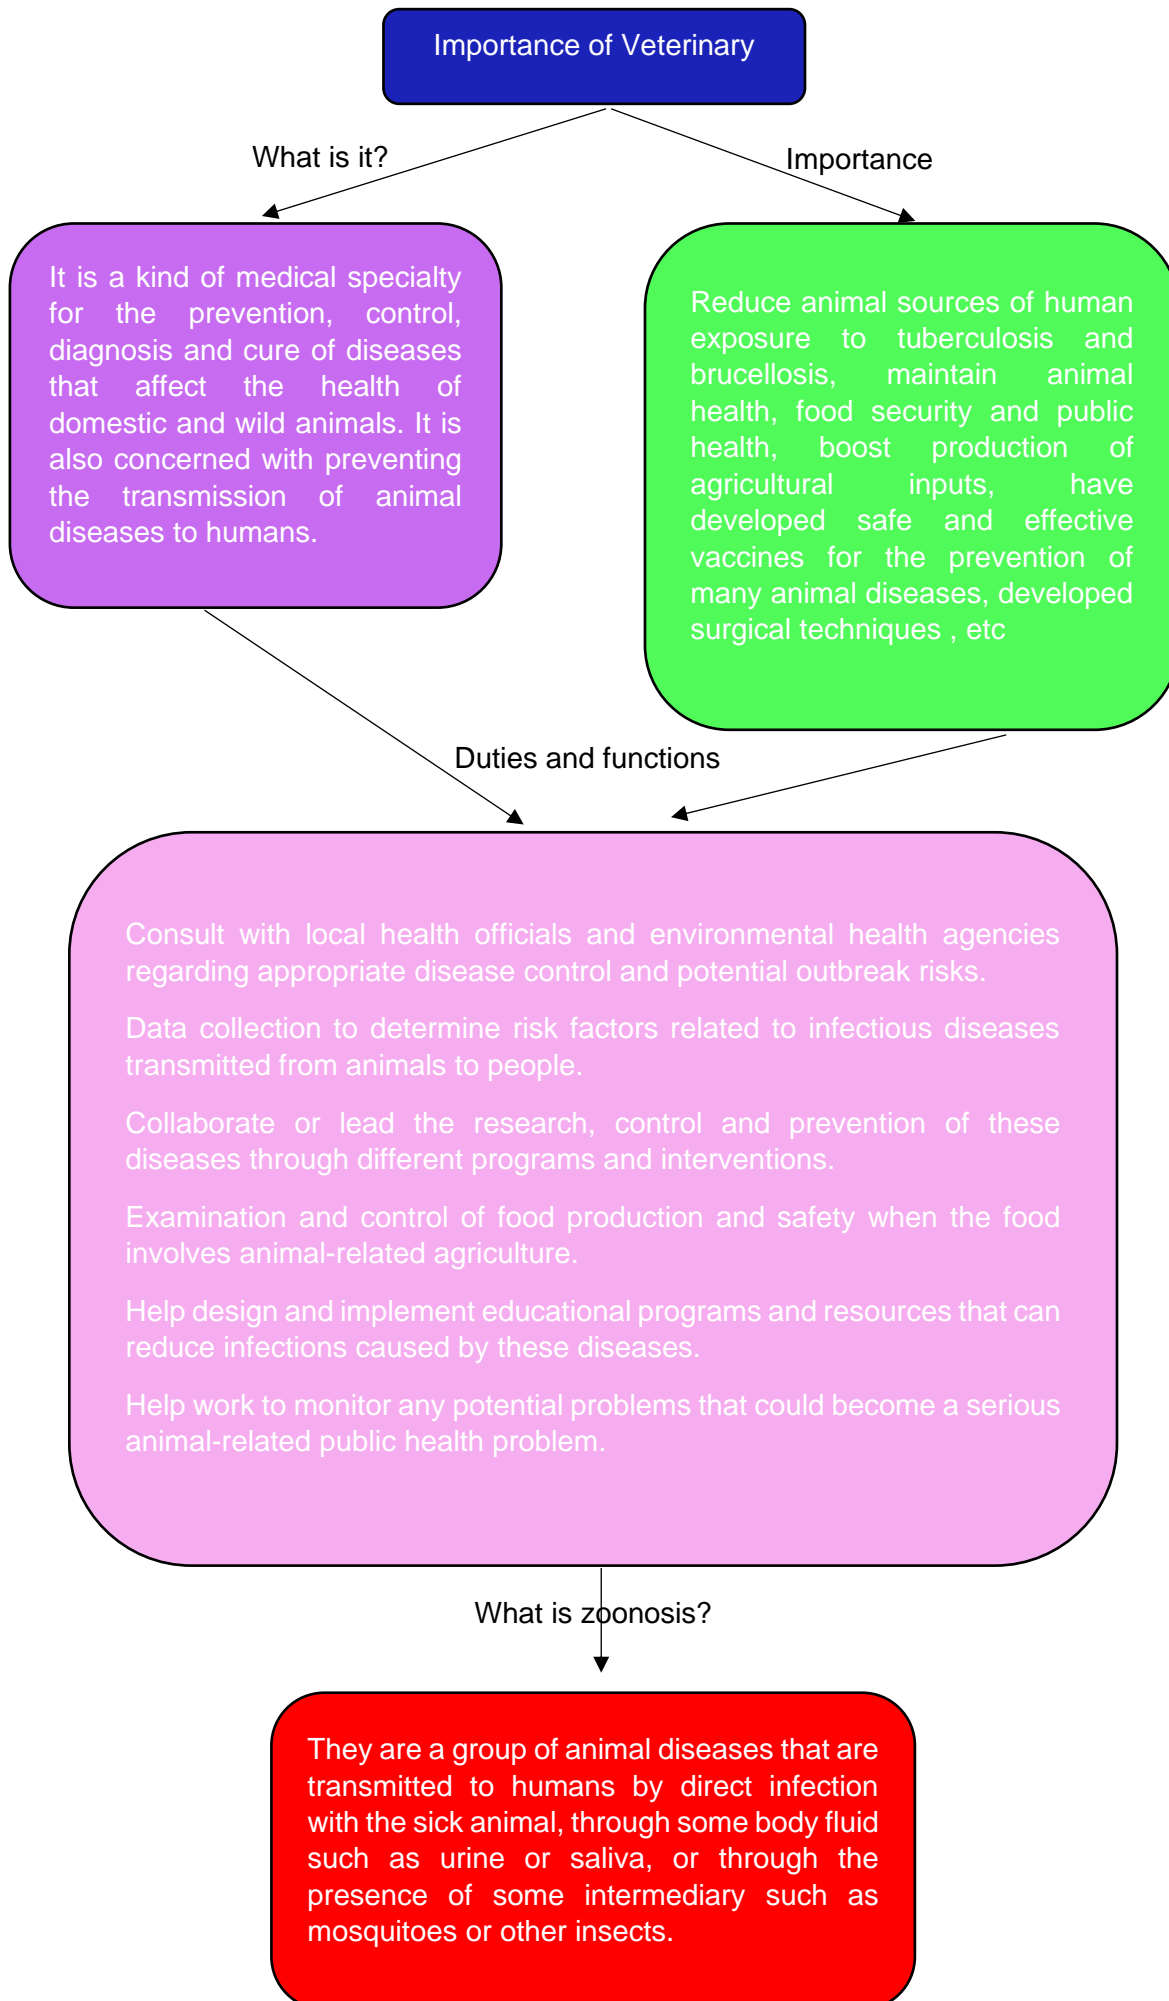 Importance of Veterinary
What is it?
Importance
It is a kind of medical specialty
for the prevention, control,
diagnosis and cure of diseases
that affect the health of
domestic and wild animals. It is
also concerned with preventing
the transmission of animal
diseases to humans.
Reduce animal sources of human
exposure to tuberculosis and
brucellosis, maintain animal
health, food security and public
health, boost production of
agricultural inputs, have
developed safe and effective
vaccines for the prevention of
many animal diseases, developed
surgical techniques , etc
Duties and functions
Consult with local health officials and environmental health agencies
regarding appropriate disease control and potential outbreak risks.
Data collection to determine risk factors related to infectious diseases
transmitted from animals to people.
Collaborate or lead the research, control and prevention of these
diseases through different programs and interventions.
Examination and control of food production and safety when the food
involves animal-related agriculture.
Help design and implement educational programs and resources that can
reduce infections caused by these diseases.
Help work to monitor any potential problems that could become a serious
animal-related public health problem.
What is zoonosis?
They are a group of animal diseases that are
transmitted to humans by direct infection
with the sick animal, through some body fluid
such as urine or saliva, or through the
presence of some intermediary such as
mosquitoes or other insects.